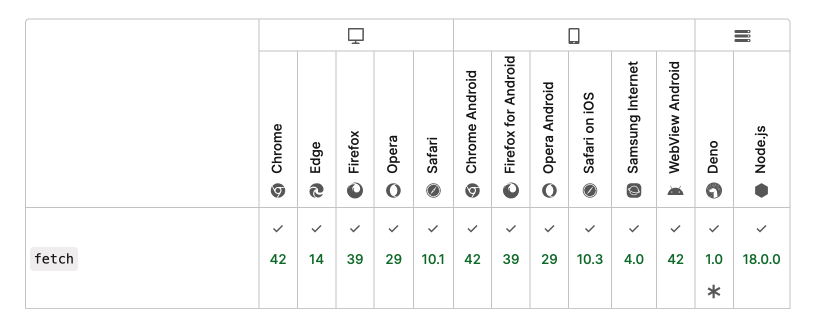 Chrome
Edge
Firefox
Opera
Safari
Chrome Android
Firefox for Android
Opera Android
Safari on iOS
Samsung Internet
WebView Android
Deno
Node.js
fetch
42
14
39
29
10.1
42
39
29
10.3
4.0
42
1.0
18.0.0
*